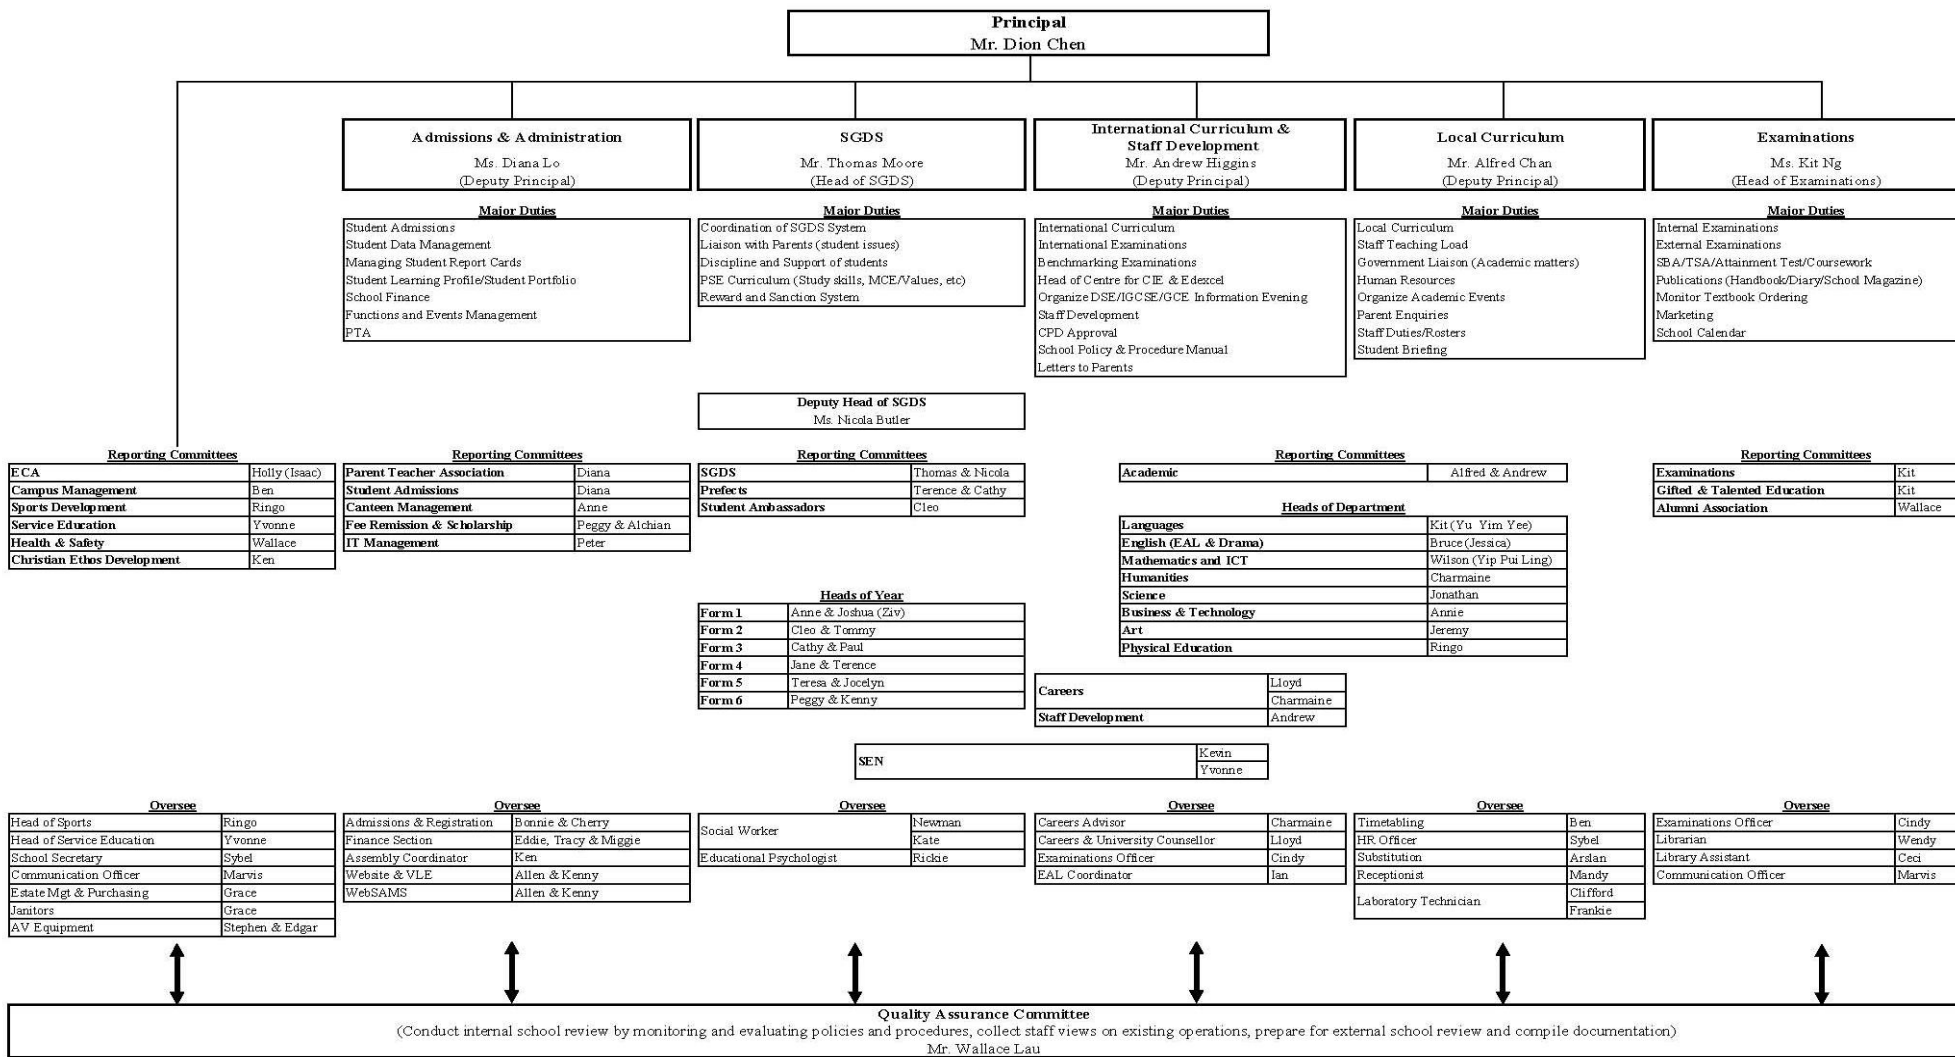 Principal
Mr. Dion Chen
Admissions & Administration
Ms. Diana Lo
(Deputy Principal)
SGDS
Mr. Thomas Moore
(Head of SGDS)
International Curriculum &
Staff Development
Mr. Andrew Higgins
(Deputy Principal)
Local Curriculum
Mr. Alfred Chan
(Deputy Principal)
Examinations
Ms. Kit Ng
(Head of Examinations)
Major Duties
Student Admissions
Student Data Management
Managing Student Report Cards
Student Learning Profile/Student Portfolio
School Finance
Functions and Events Management
PTA
Major Duties
Coordination of SGDS System
Liaison with Parents (student issues)
Discipline and Support of students
PSE Curriculum (Study skills, MCE/Values, etc)
Reward and Sanction System
Major Duties
International Curriculum
International Examinations
Benchmarking Examinations
Head of Centre for CIE & Edexcel
Organize DSE/IGCSE/GCE Information Evening
Staff Development
CPD Approval
School Policy & Procedure Manual
Letters to Parents
Major Duties
Local Curriculum
Staff Teaching Load
Government Liaison (Academic matters)
Human Resources
Organize Academic Events
Parent Enquiries
Staff Duties/Rosters
Student Briefing
Major Duties
Internal Examinations
External Examinations
SBA/TSA/Attainment Test/Coursework
Publications (Handbook/Diary/School Magazine)
Monitor Textbook Ordering
Marketing
School Calendar
Deputy Head of SGDS
Ms. Nicola Butler
Reporting Committees
ECA Holly (Isaac)
Campus Management Ben
Sports Development Ringo
Service Education Yvonne
Health & Safety Wallace
Christian Ethos Development Ken
Reporting Committees
Parent Teacher Association Diana
Student Admissions Diana
Canteen Management Anne
Fee Remission & Scholarship Peggy & Alchian
IT Management Peter
Reporting Committees
SGDS Thomas & Nicola
Prefects Terence & Cathy
Student Ambassadors Cleo
Reporting Committees
Academic Alfred & Andrew
Reporting Committees
Examinations Kit
Gifted & Talented Education Kit
Alumni Association Wallace
Heads of Department
Languages Kit (Yu Yim Yee)
English (EAL & Drama) Bruce (Jessica)
Mathematics and ICT Wilson (Yip Pui Ling)
Humanities Charmaine
Science Jonathan
Business & Technology Annie
Art Jeremy
Physical Education Ringo
Heads of Year
Form 1 Anne & Joshua (Ziv)
Form 2 Cleo & Tommy
Form 3 Cathy & Paul
Form 4 Jane & Terence
Form 5 Teresa & Jocelyn
Form 6 Peggy & Kenny
Careers Lloyd
Charmaine
Staff Development Andrew
SEN Kevin
Yvonne
Oversee
Head of Sports Ringo
Head of Service Education Yvonne
School Secretary Sybel
Communication Officer Marvis
Estate Mgt & Purchasing Grace
Janitors Grace
AV Equipment Stephen & Edgar
Oversee
Admissions & Registration Bonnie & Cherry
Finance Section Eddie, Tracy & Miggie
Assembly Coordinator Ken
Website & VLE Allen & Kenny
WebSAMS Allen & Kenny
Oversee
Social Worker Newman
Kate
Educational Psychologist Rickie
Oversee
Careers Advisor Charmaine
Careers & University Counsellor Lloyd
Examinations Officer Cindy
EAL Coordinator Ian
Oversee
Timetabling Ben
HR Officer Sybel
Substitution Arslan
Receptionist Mandy
Laboratory Technician Clifford
Frankie
Oversee
Examinations Officer Cindy
Librarian Wendy
Library Assistant Ceci
Communication Officer Marvis
Quality Assurance Committee
(Conduct internal school review by monitoring and evaluating policies and procedures, collect staff views on existing operations, prepare for external school review and compile documentation)
Mr. Wallace Lau